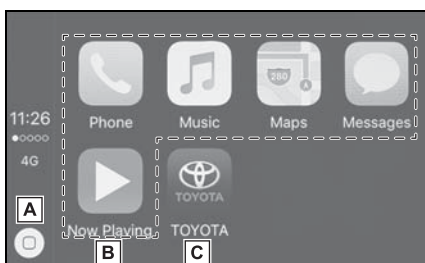 280
11:26
Phone
Music
Maps
Messages
4G
A
TOYOTA
Now Playing
TOYOTA
B
C